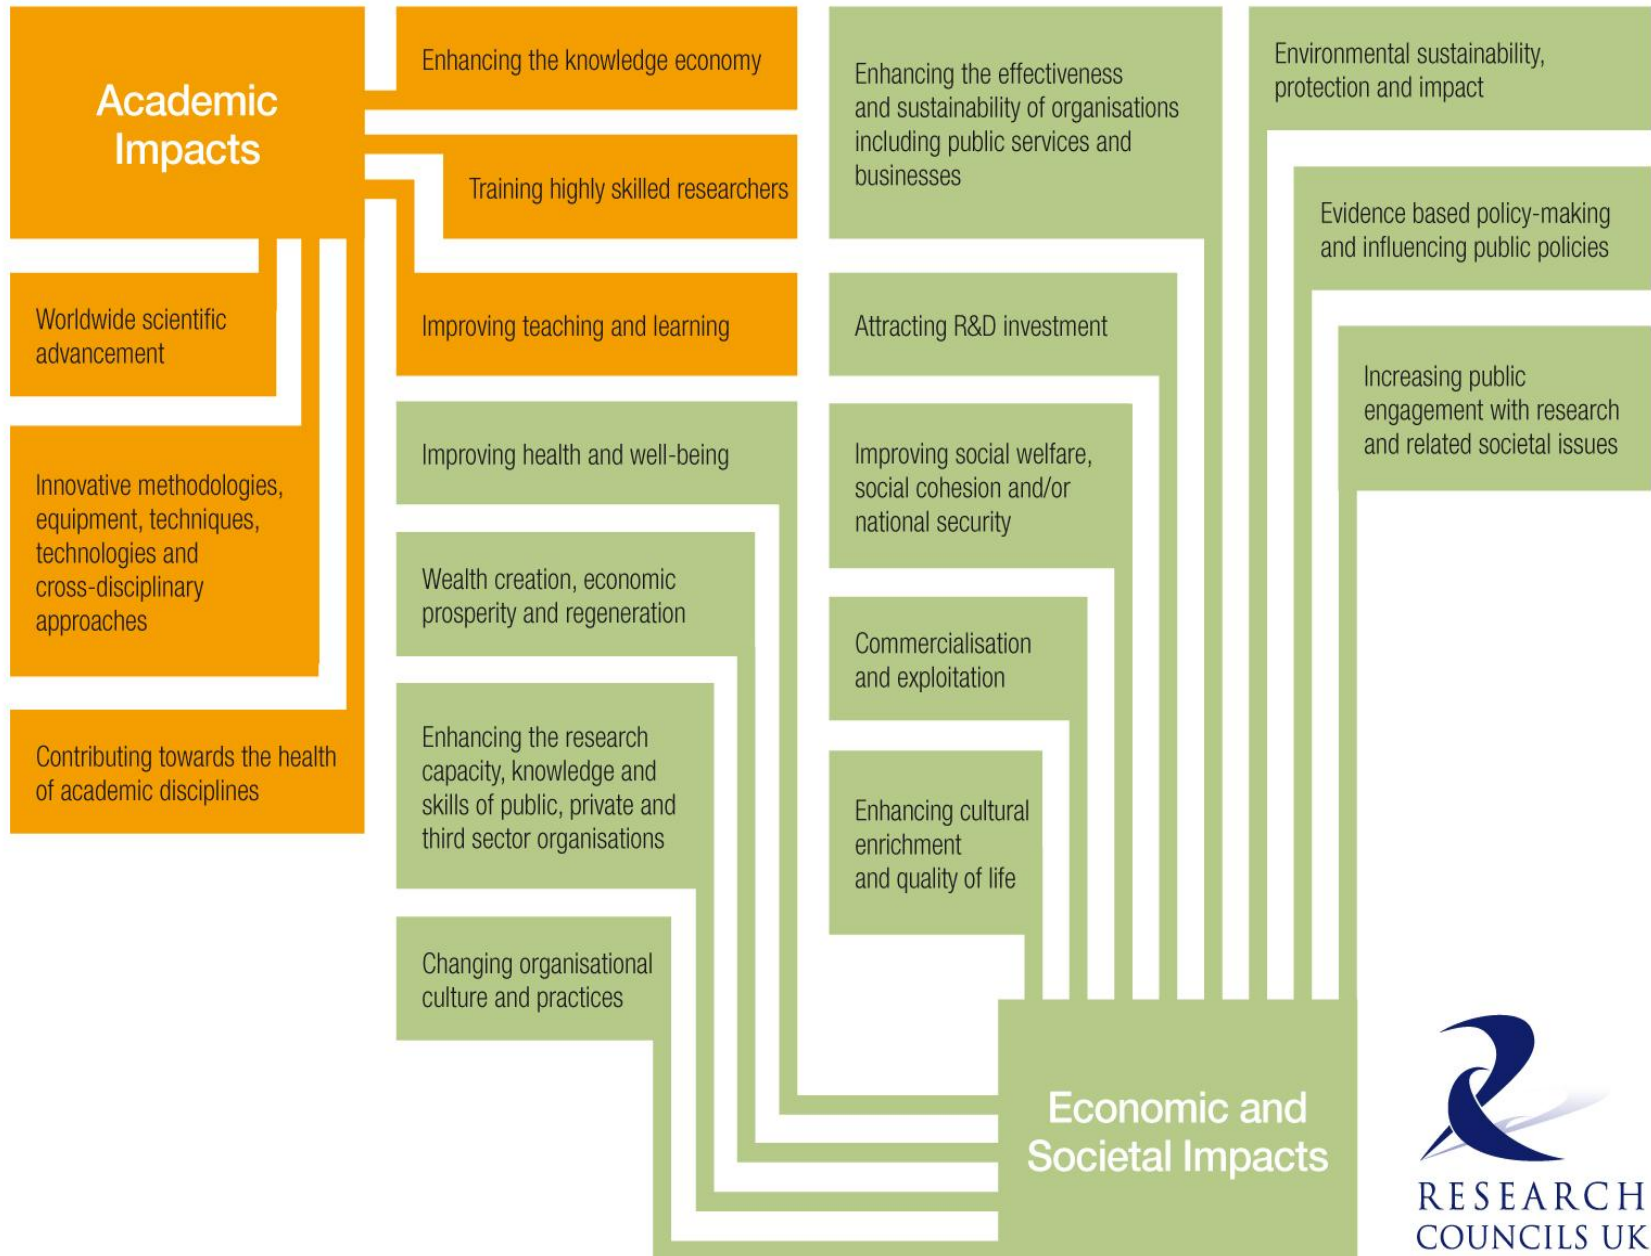 Academic
Impacts
Enhancing the knowledge economy
Training highly skilled researchers
Improving teaching and learning
Worldwide scientific
advancement
Innovative methodologies,
equipment, techniques,
technologies and
cross-disciplinary
approaches
Contributing towards the health
of academic disciplines
Improving health and well-being
Wealth creation, economic
prosperity and regeneration
Enhancing the research
capacity, knowledge and
skills of public, private and
third sector organisations
Changing organisational
culture and practices
Enhancing the effectiveness
and sustainability of organisations
including public services and
businesses
Attracting R&D investment
Improving social welfare,
social cohesion and/or
national security
Commercialisation
and exploitation
Enhancing cultural
enrichment
and quality of life
Environmental sustainability,
protection and impact
Evidence based policy-making
and influencing public policies
Increasing public
engagement with research
and related societal issues
Economic and
Societal Impacts
RESEARCH
COUNCILS UK